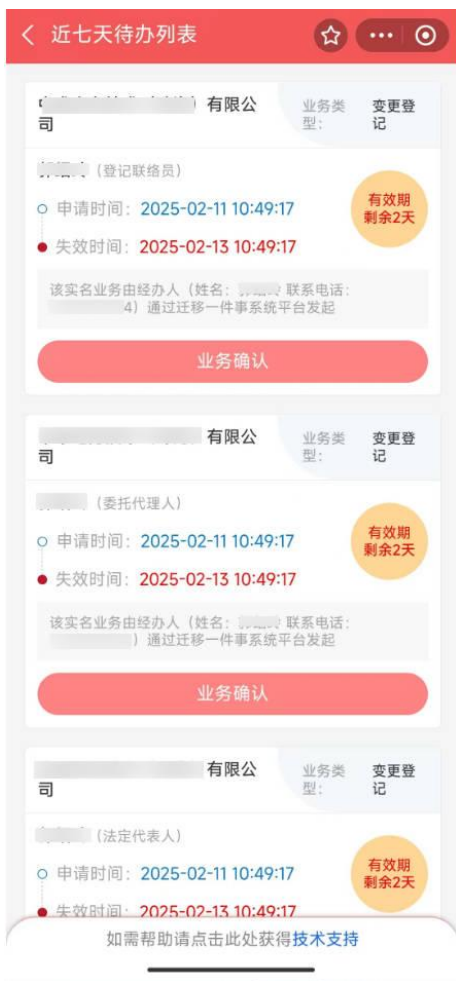 近七天待办列表
有限公 业务类 变更登
司 型： 记
（登记联络员）
有效期
剩余2天
申请时间：2025-02-11 10:49:17
失效时间：2025-02-13 10:49:17
该实名业务由经办人（姓名： 联系电话：
4）通过迁移一件事系统平台发起
业务确认
有限公 业务类 变更登
司 型： 记
（委托代理人）
有效期
剩余2天
申请时间：2025-02-11 10:49:17
失效时间：2025-02-13 10:49:17
该实名业务由经办人（姓名： 联系电话：
）通过迁移一件事系统平台发起
业务确认
有限公 业务类 变更登
司 型： 记
（法定代表人）
有效期
剩余2天
申请时间：2025-02-11 10:49:17
失效时间：2025-02-13 10:49:17
如需帮助请点击此处获得技术支持